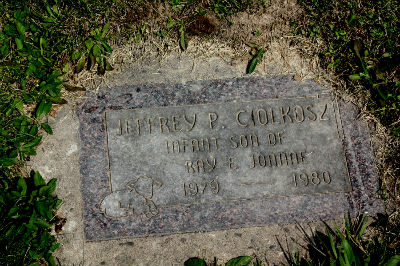 JEFFREY P. CIOLKOSZ
INFANT SON OF
RAY & JOANNE
1979 1980